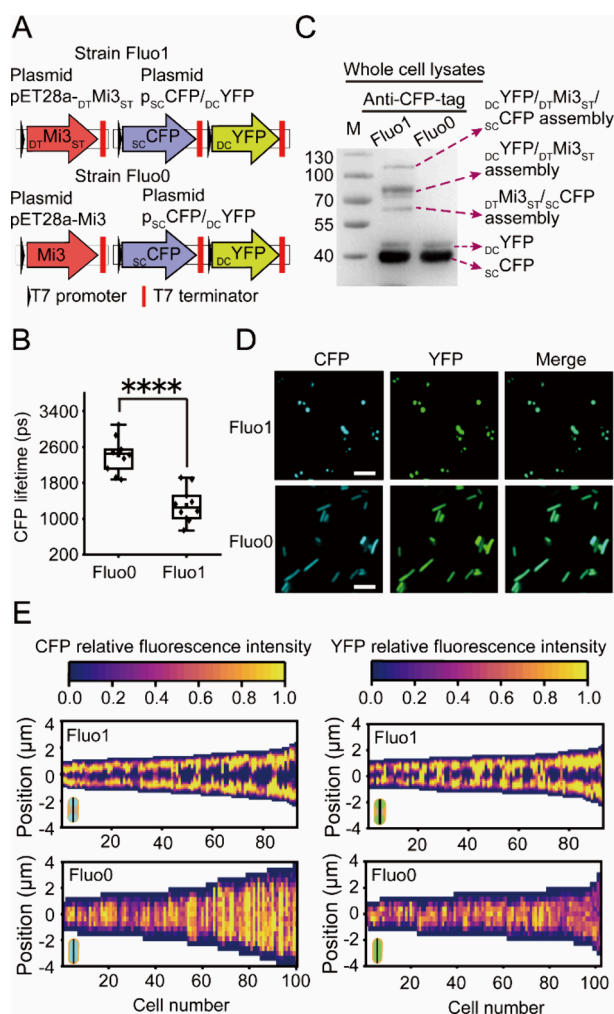 A
Strain Fluo1
Plasmid Plasmid
pET28a-DTMi3ST pSCCFP/DCYFP
DTMi3ST SCCFP DCYFP
Strain Fluo0
Plasmid Plasmid
pET28a-Mi3 pSCCFP/DCYFP
Mi3 SCCFP DCYFP
T7 promoter T7 terminator
C
Whole cell lysates
Anti-CFP-tag
M Fluo1 Fluo0
130
100
70
55
40
DCYFP/DTMi3ST/
SCCFP assembly
DCYFP/DTMi3ST
assembly
DTMi3ST/SCCFP
assembly
DCYFP
SCCFP
B
****
CFP lifetime (ps)
3400
2600
1800
1000
200
Fluo0 Fluo1
D
CFP YFP Merge
Fluo1
Fluo0
E
CFP relative fluorescence intensity
0.0 0.2 0.4 0.6 0.8 1.0
Position (µm)
4
2
0
-2
-4
Fluo1
20 40 60 80
Position (µm)
4
2
0
-2
-4
Fluo0
0 20 40 60 80 100
Cell number
YFP relative fluorescence intensity
0.0 0.2 0.4 0.6 0.8 1.0
Position (µm)
4
2
0
-2
-4
Fluo1
20 40 60 80
Position (µm)
4
2
0
-2
-4
Fluo0
0 20 40 60 80 100
Cell number